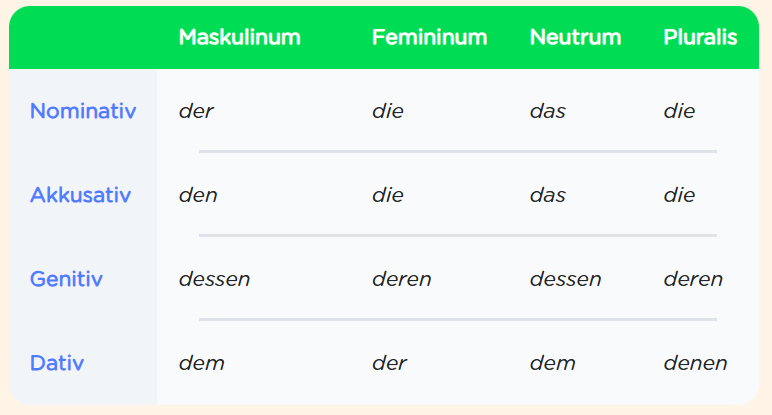 Maskulinum Femininum Neutrum Pluralis
Nominativ der die das die
Akkusativ den die das die
Genitiv dessen deren dessen deren
Dativ dem der dem denen